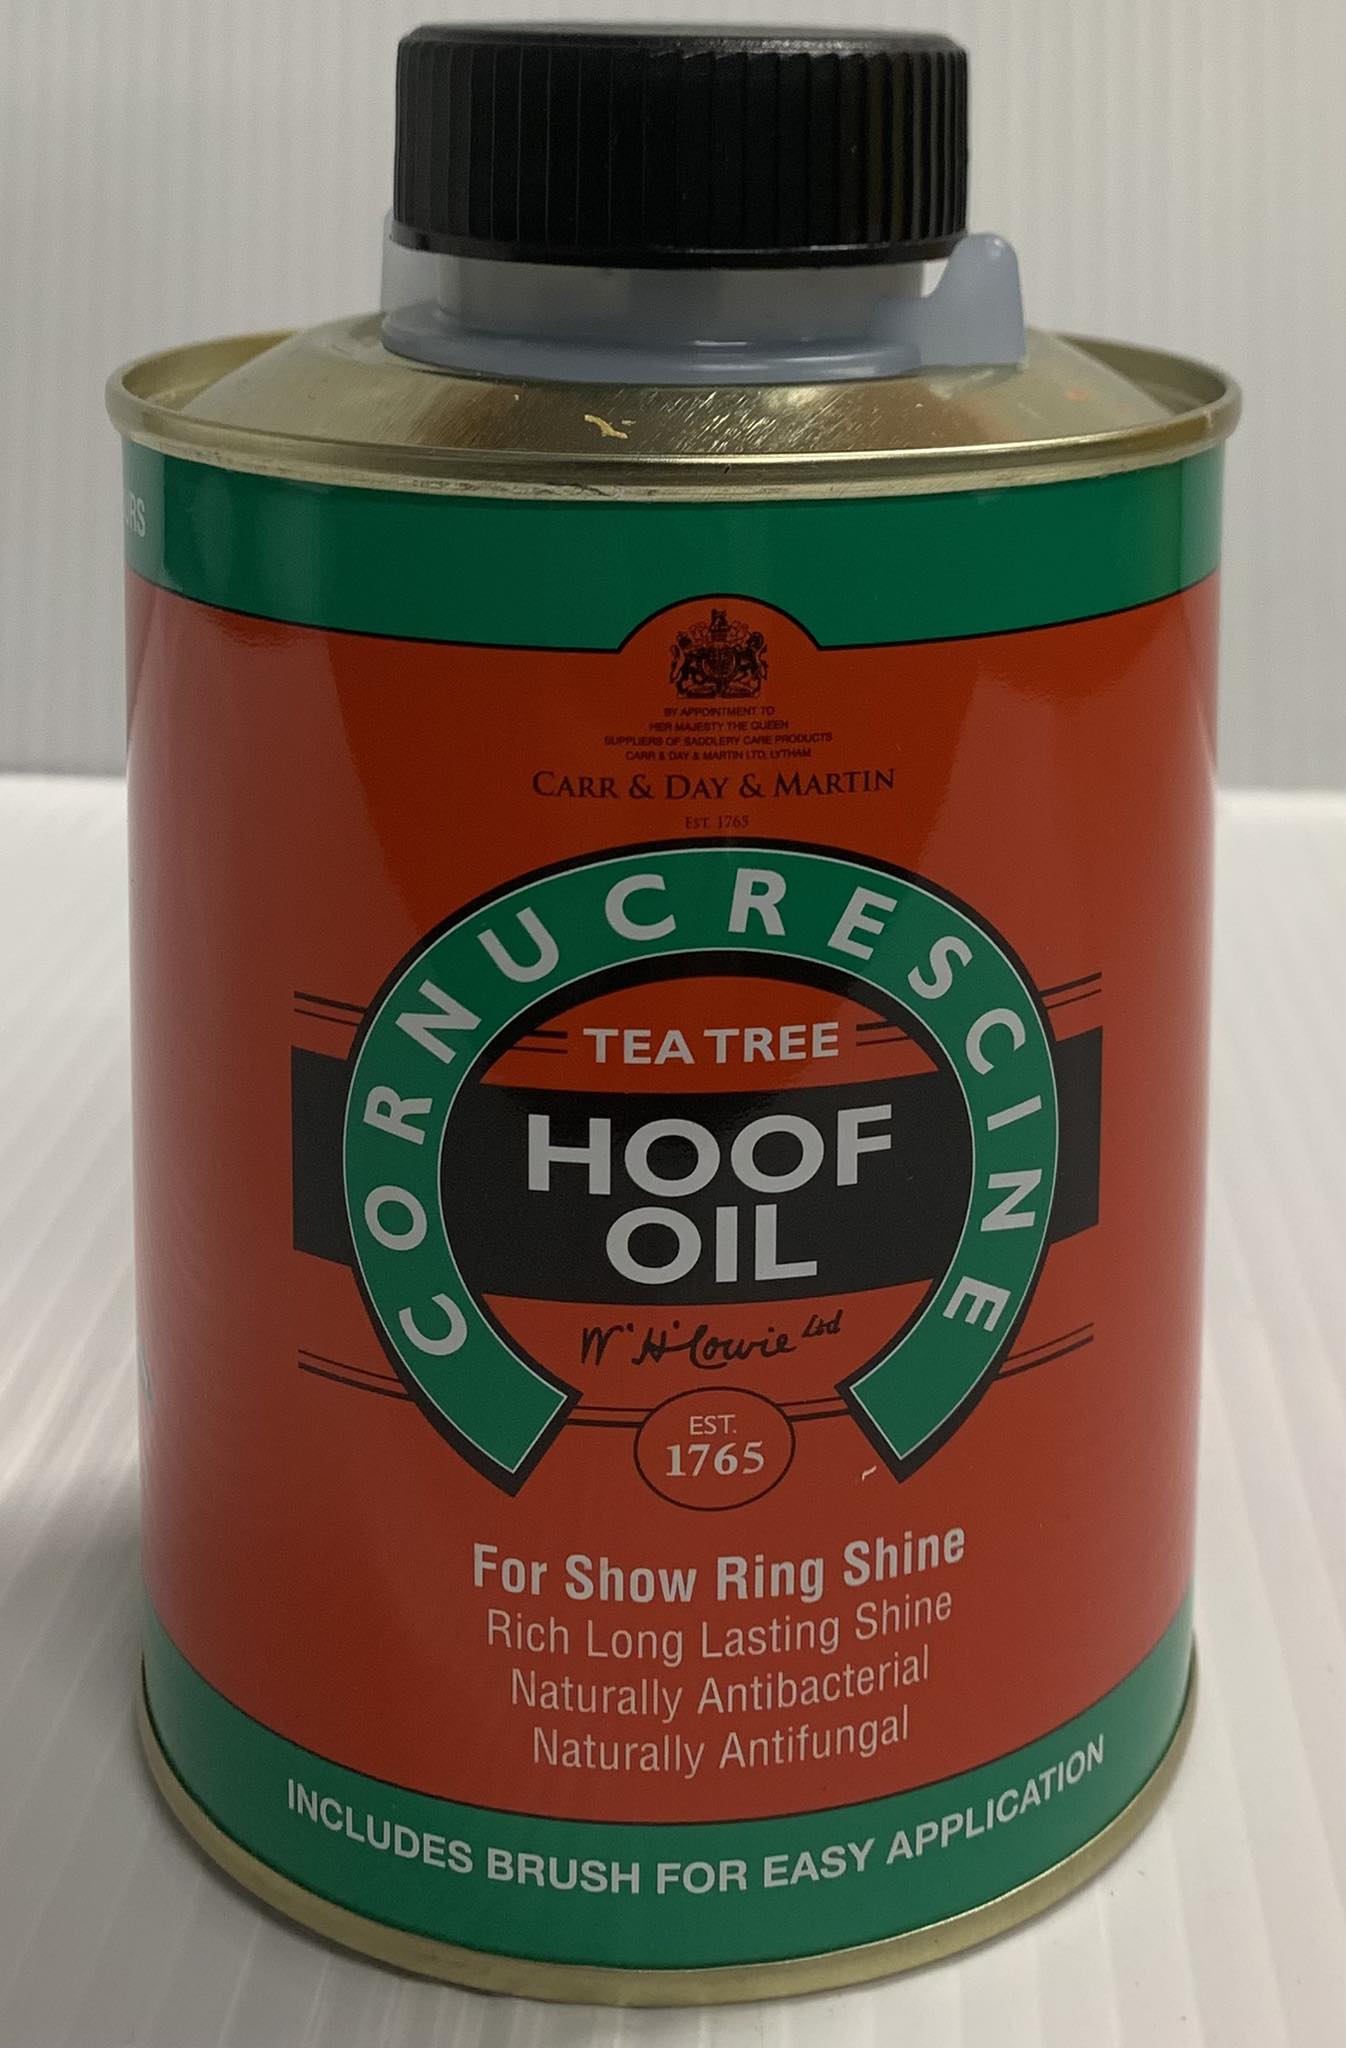 BY APPOINTMENT TO
HER MAJESTY THE QUEEN
SUPPLIERS OF SADDLERY CARE PRODUCTS
CARR & DAY & MARTIN LTD, LYTHAM
CARR & DAY & MARTIN
EST. 1765
CORNUCRESCINE
TEA TREE
HOOF
OIL
W. H. Cowie Ltd
EST.
1765
For Show Ring Shine
Rich Long Lasting Shine
Naturally Antibacterial
Naturally Antifungal
INCLUDES BRUSH FOR EASY APPLICATION